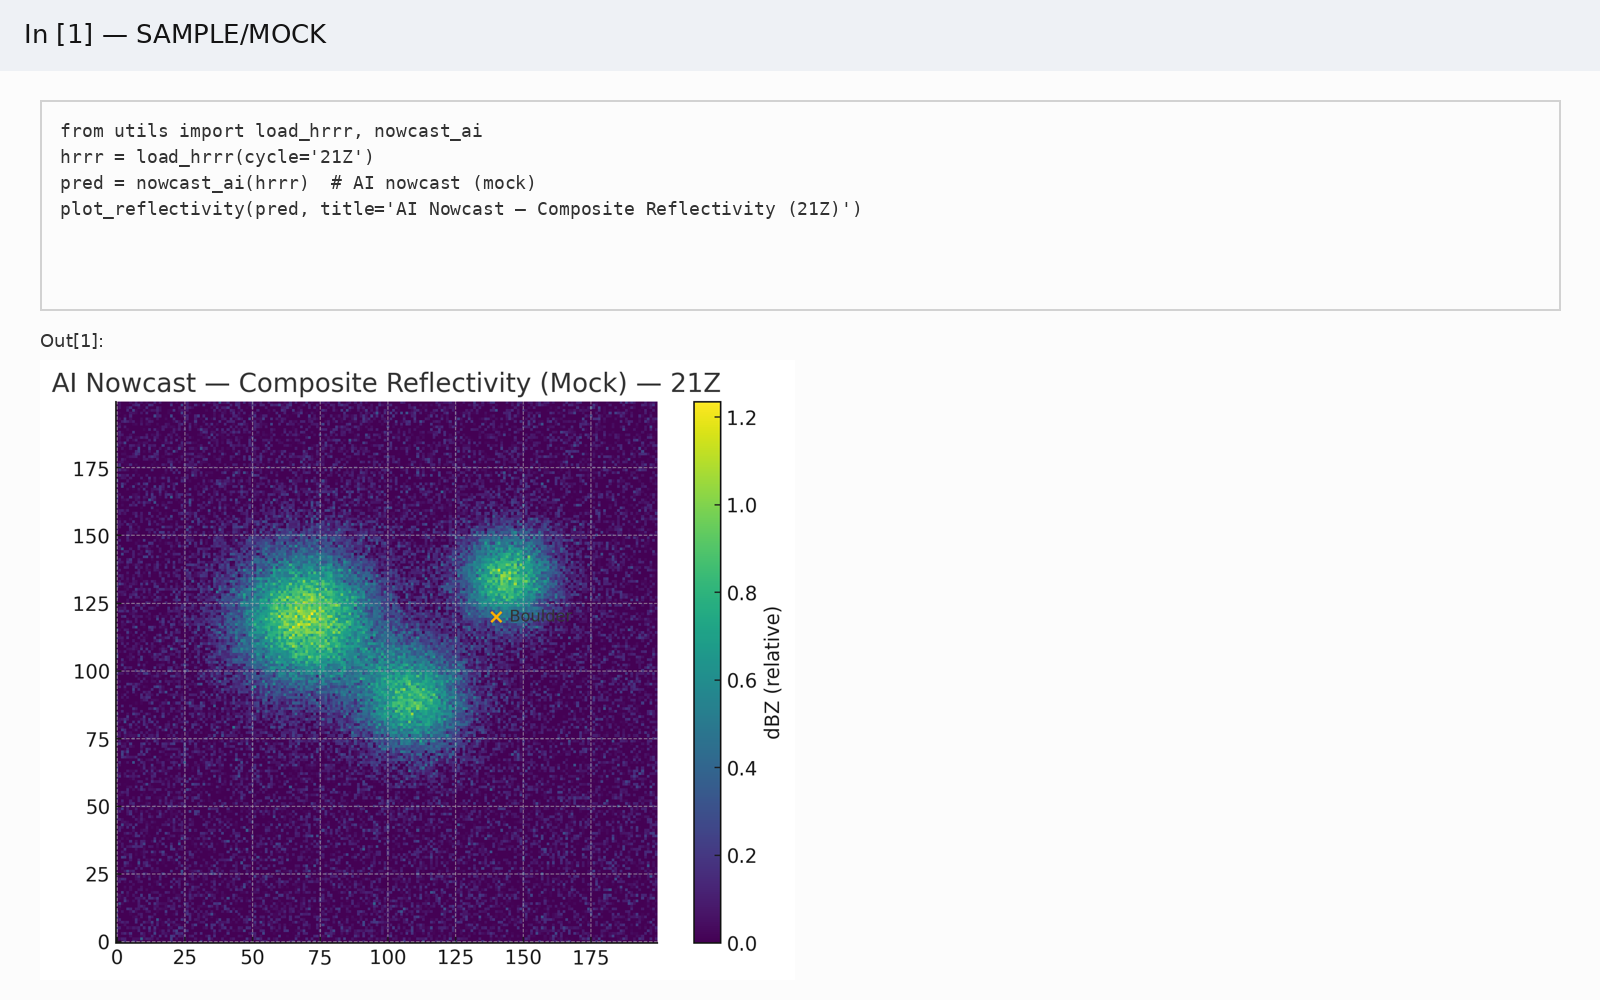 In [1] — SAMPLE/MOCK
from utils import load_hrrr, nowcast_ai
hrrr = load_hrrr(cycle='21Z')
pred = nowcast_ai(hrrr)  # AI nowcast (mock)
plot_reflectivity(pred, title='AI Nowcast — Composite Reflectivity (21Z)')
Out[1]:
AI Nowcast — Composite Reflectivity (Mock) — 21Z
175
150
125
100
75
50
25
0
0 25 50 75 100 125 150 175
Boulder
1.2
1.0
0.8
0.6
0.4
0.2
0.0
dBZ (relative)